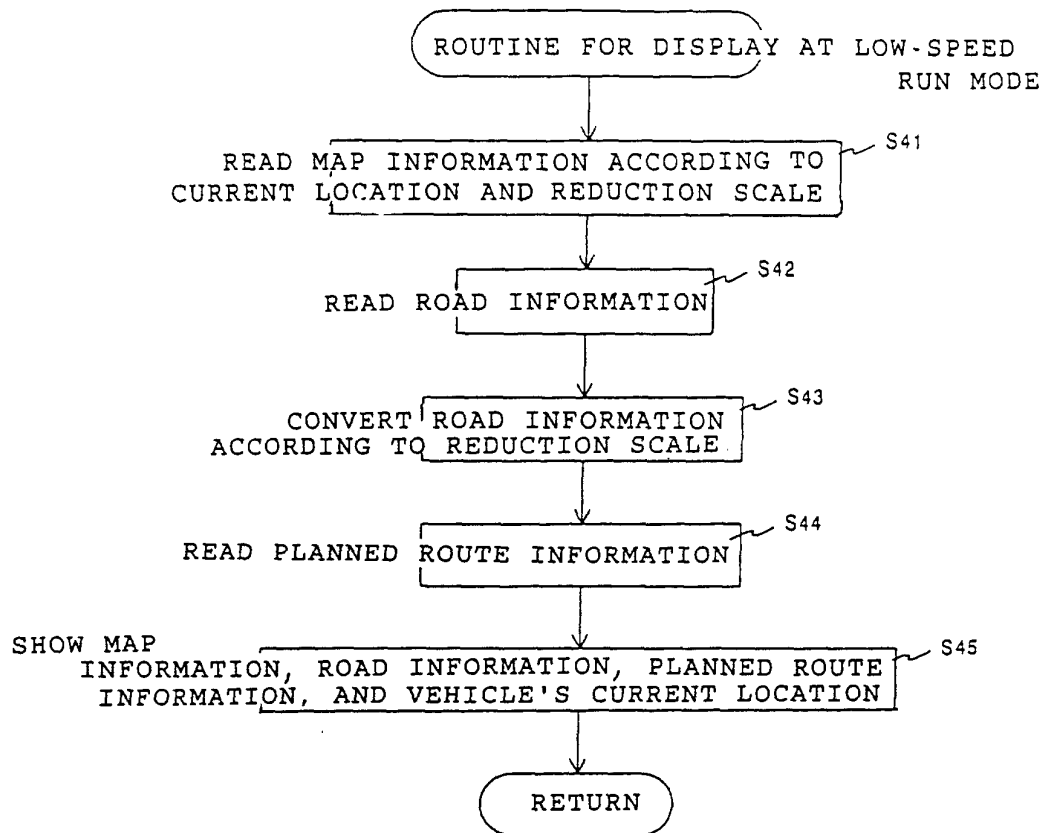 ROUTINE FOR DISPLAY AT LOW-SPEED
RUN MODE
S41
READ MAP INFORMATION ACCORDING TO
CURRENT LOCATION AND REDUCTION SCALE
S42
READ ROAD INFORMATION
S43
CONVERT ROAD INFORMATION
ACCORDING TO REDUCTION SCALE
S44
READ PLANNED ROUTE INFORMATION
S45
SHOW MAP
INFORMATION, ROAD INFORMATION, PLANNED ROUTE
INFORMATION, AND VEHICLE'S CURRENT LOCATION
RETURN